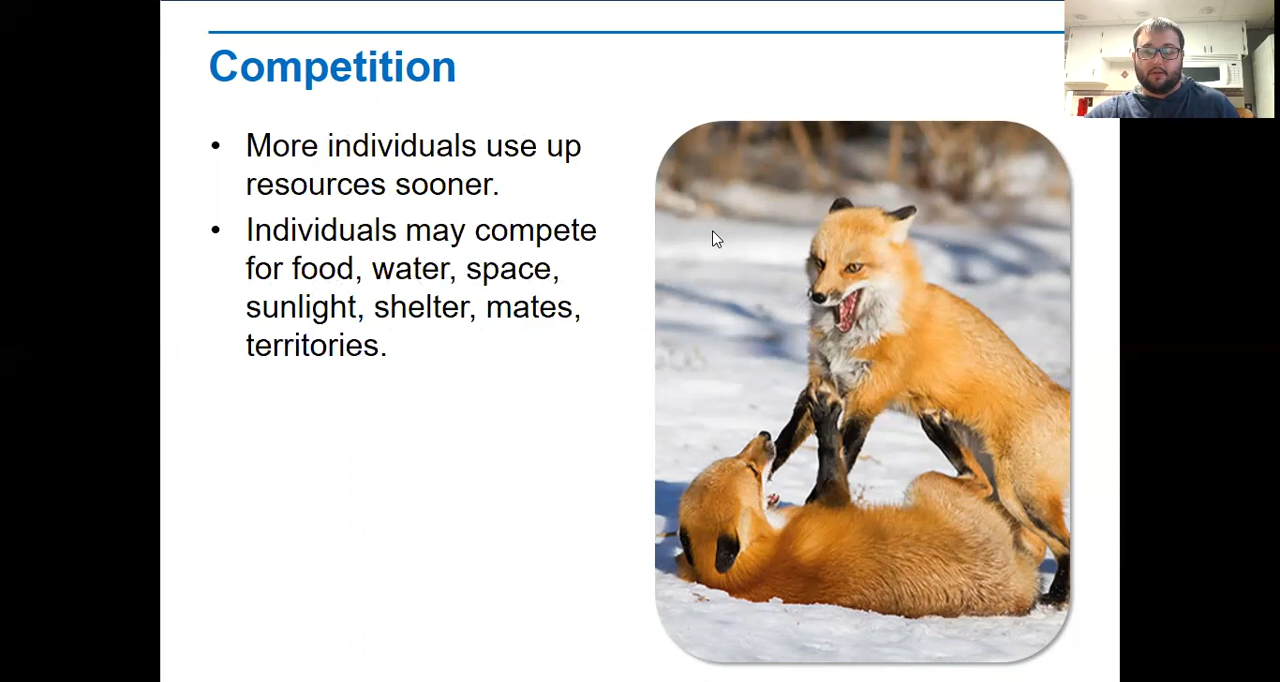 Competition
• More individuals use up
resources sooner.
• Individuals may compete
for food, water, space,
sunlight, shelter, mates,
territories.